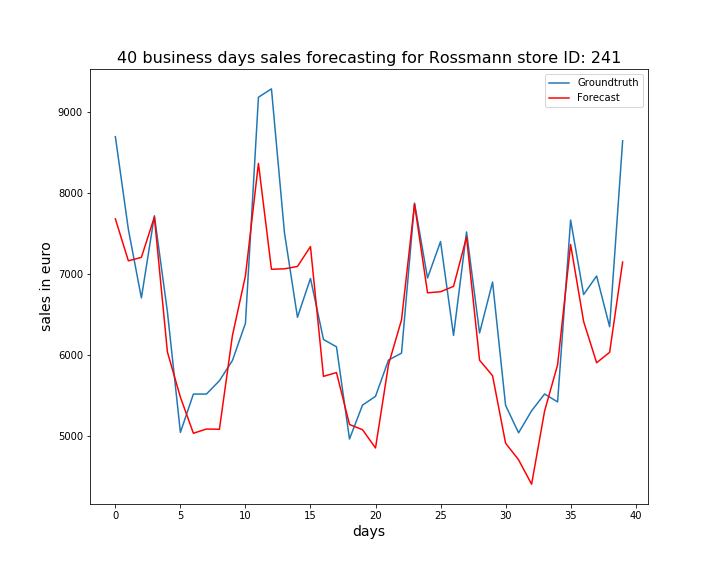 40 business days sales forecasting for Rossmann store ID: 241
Groundtruth
Forecast
9000
8000
7000
6000
5000
sales in euro
0 5 10 15 20 25 30 35 40
days